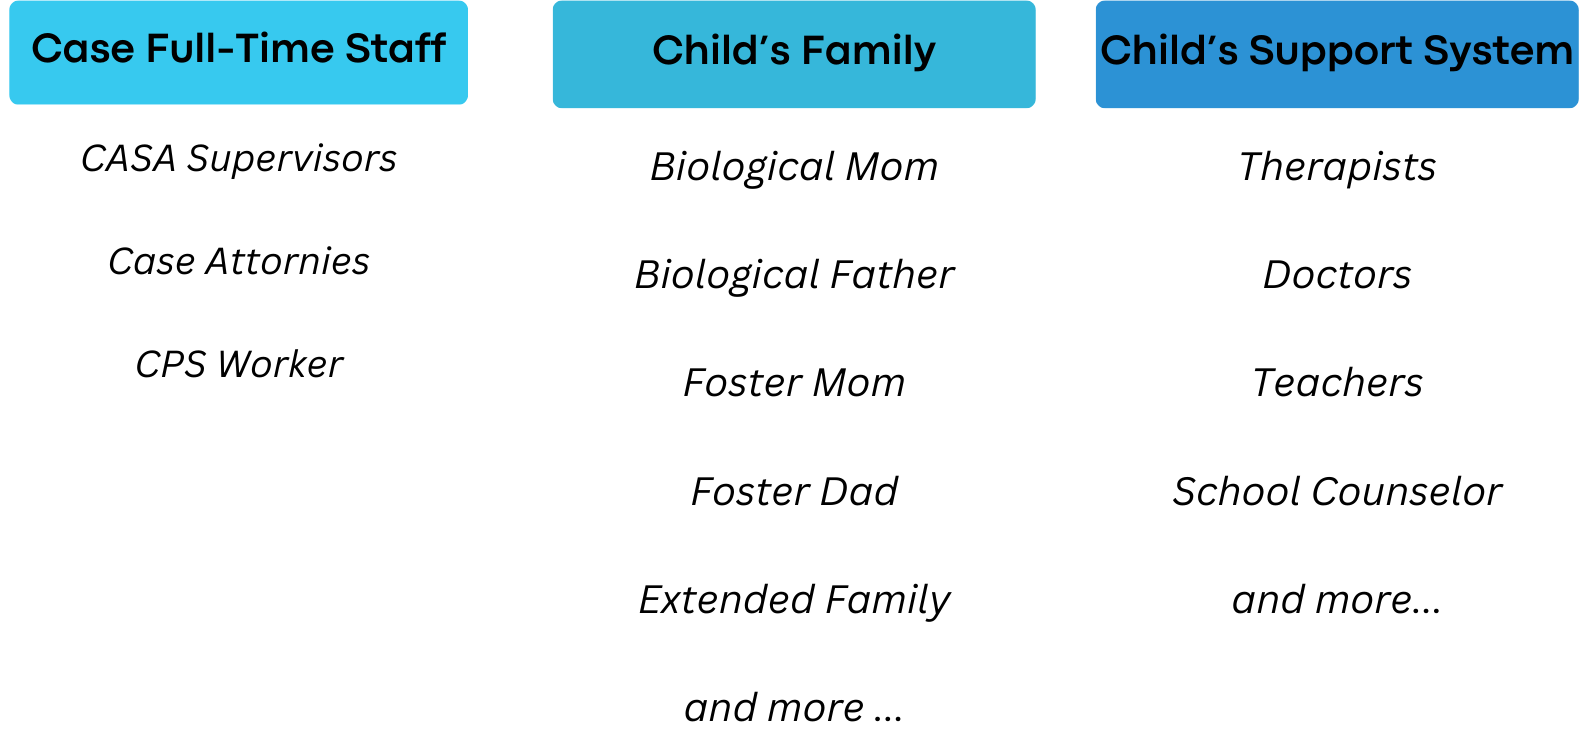 Case Full-Time Staff
CASA Supervisors
Case Attornies
CPS Worker
Child’s Family
Biological Mom
Biological Father
Foster Mom
Foster Dad
Extended Family
and more ...
Child’s Support System
Therapists
Doctors
Teachers
School Counselor
and more...